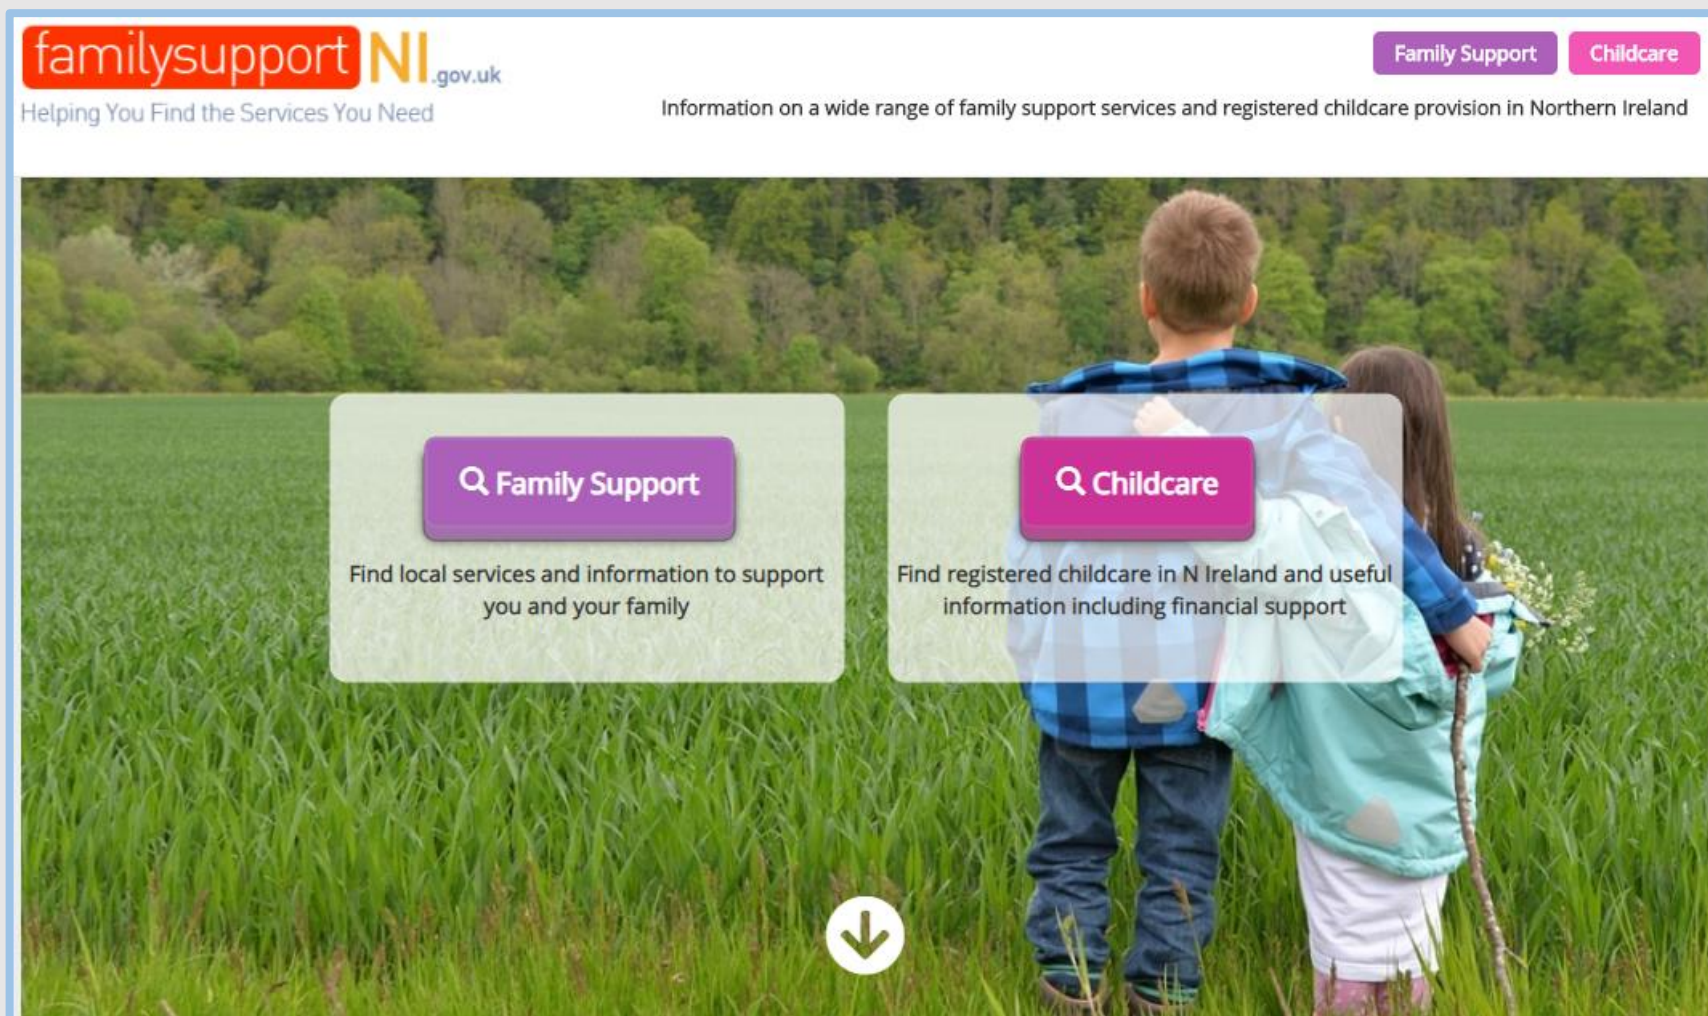 familysupport NI.gov.uk
Helping You Find the Services You Need
Family Support
Childcare
Information on a wide range of family support services and registered childcare provision in Northern Ireland
Family Support
Find local services and information to support
you and your family
Childcare
Find registered childcare in N Ireland and useful
information including financial support